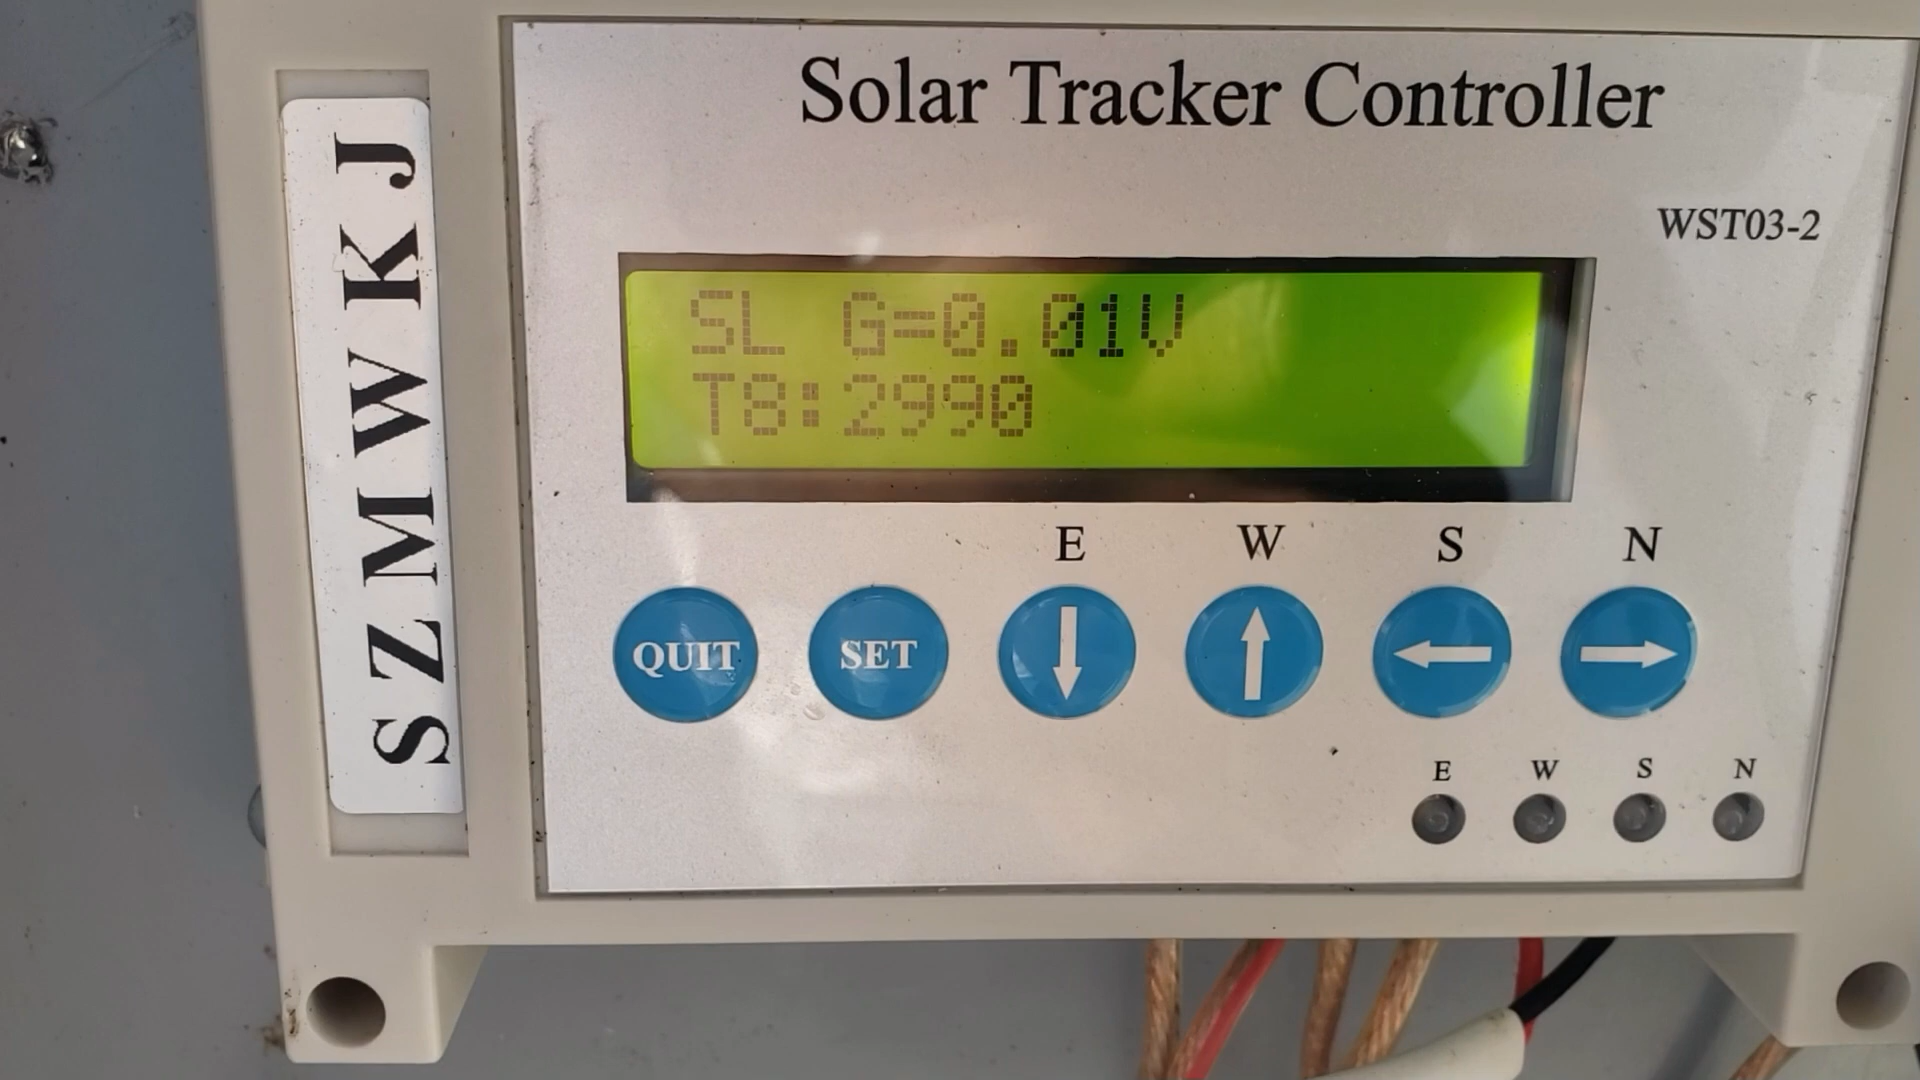 SZMWKJ
Solar Tracker Controller
WST03-2
SL G=0.01V
T8:2990
E W S N
QUIT SET ↓ ↑ ← →
E W S N